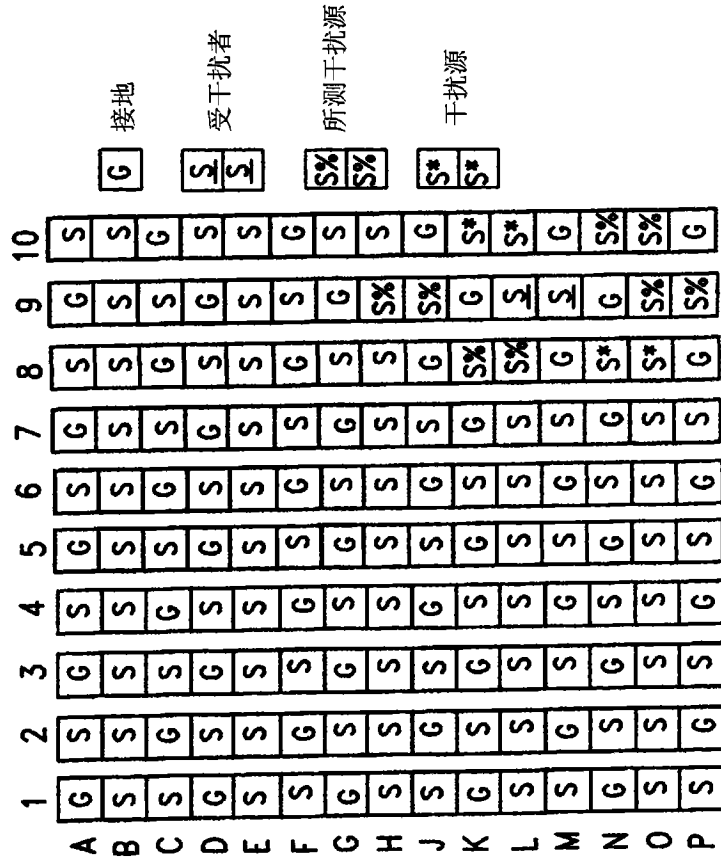 1 2 3 4 5 6 7 8 9 10
A G S G S G S G S G S
B S S S S S S S S S S
C S G S G S G S G S G
D G S G S G S G S G S
E S S S S S S S S S S
F S G S G S G S G S G
G G S G S G S G S G S
H S S S S S S S S S% S
J S G S G S G S G S% G
K G S G S G S G S% G S*
L S S S S S S S S% S S*
M S G S G S G S G S G
N G S G S G S G S* G S%
O S S S S S S S S* S% S%
P S G S G S G S G S% G
G 接地
S S 受干扰者
S% S% 所测干扰源
S* S* 干扰源